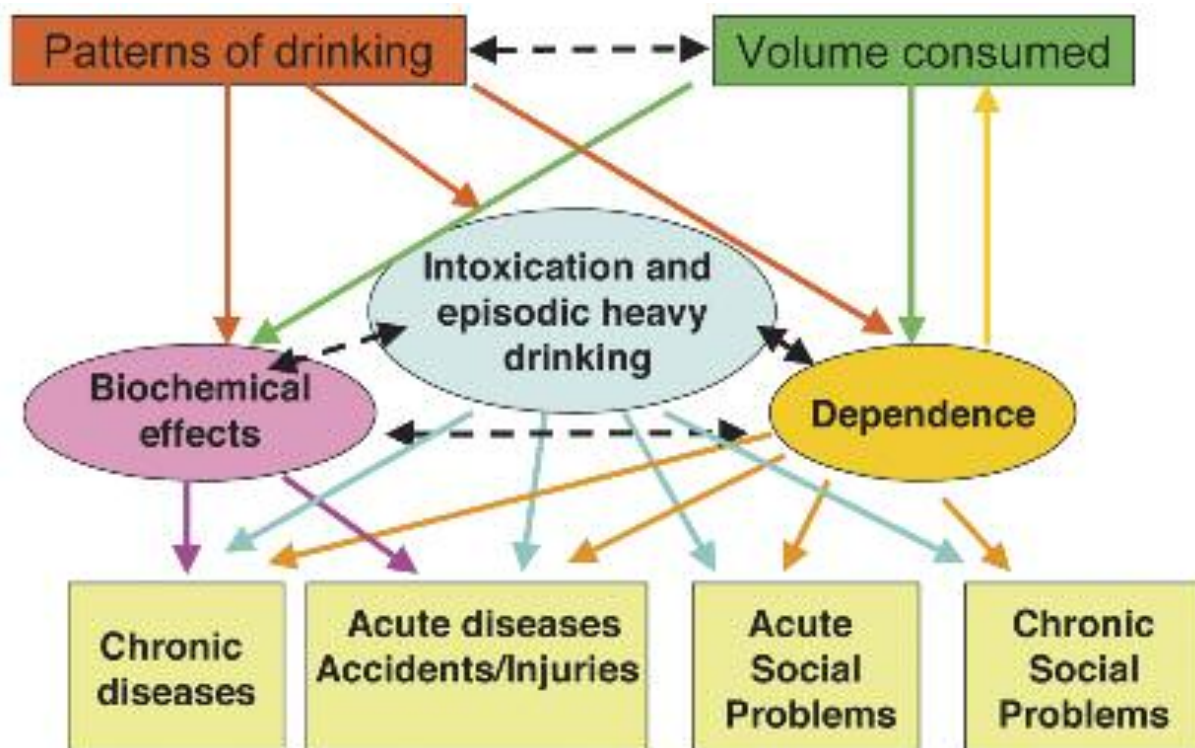 Patterns of drinking
Volume consumed
Intoxication and
episodic heavy
drinking
Biochemical
effects
Dependence
Chronic
diseases
Acute diseases
Accidents/Injuries
Acute
Social
Problems
Chronic
Social
Problems